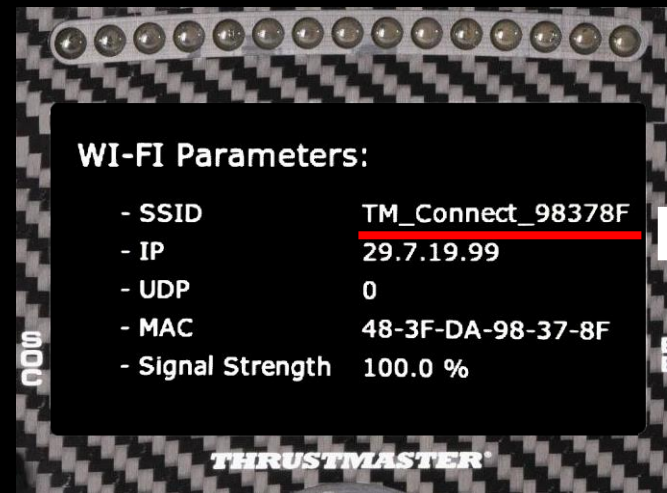 WI-FI Parameters:
- SSID TM_Connect_98378F
- IP 29.7.19.99
- UDP 0
- MAC 48-3F-DA-98-37-8F
- Signal Strength 100.0 %
SOC
THRUSTMASTER®